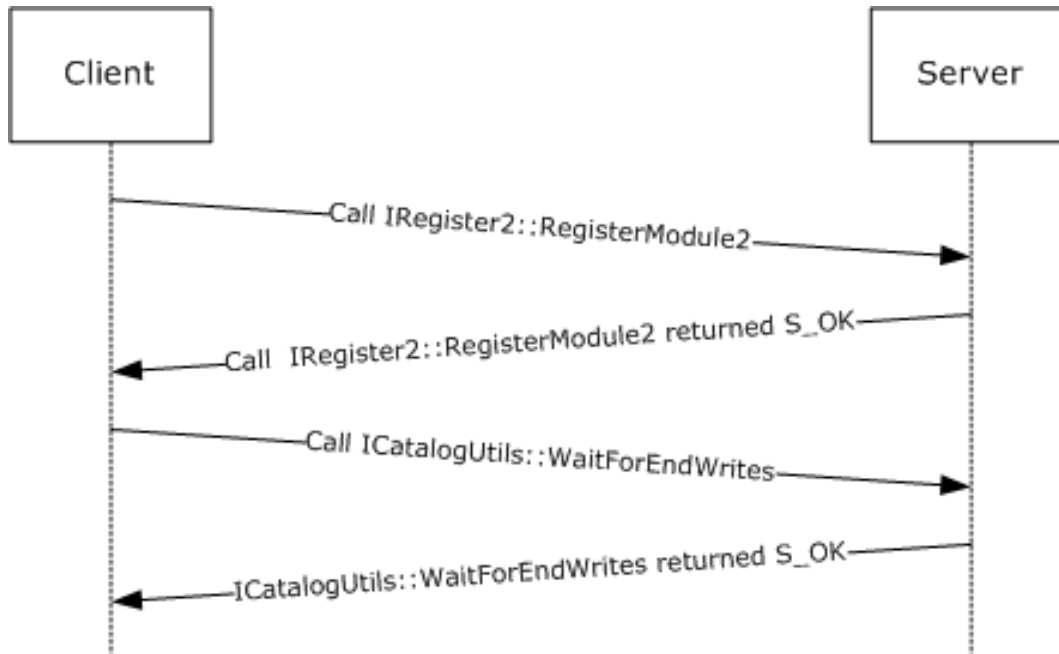 Client
Server
Call IRegister2::RegisterModule2
Call  IRegister2::RegisterModule2 returned S_OK
Call ICatalogUtils::WaitForEndWrites
ICatalogUtils::WaitForEndWrites returned S_OK